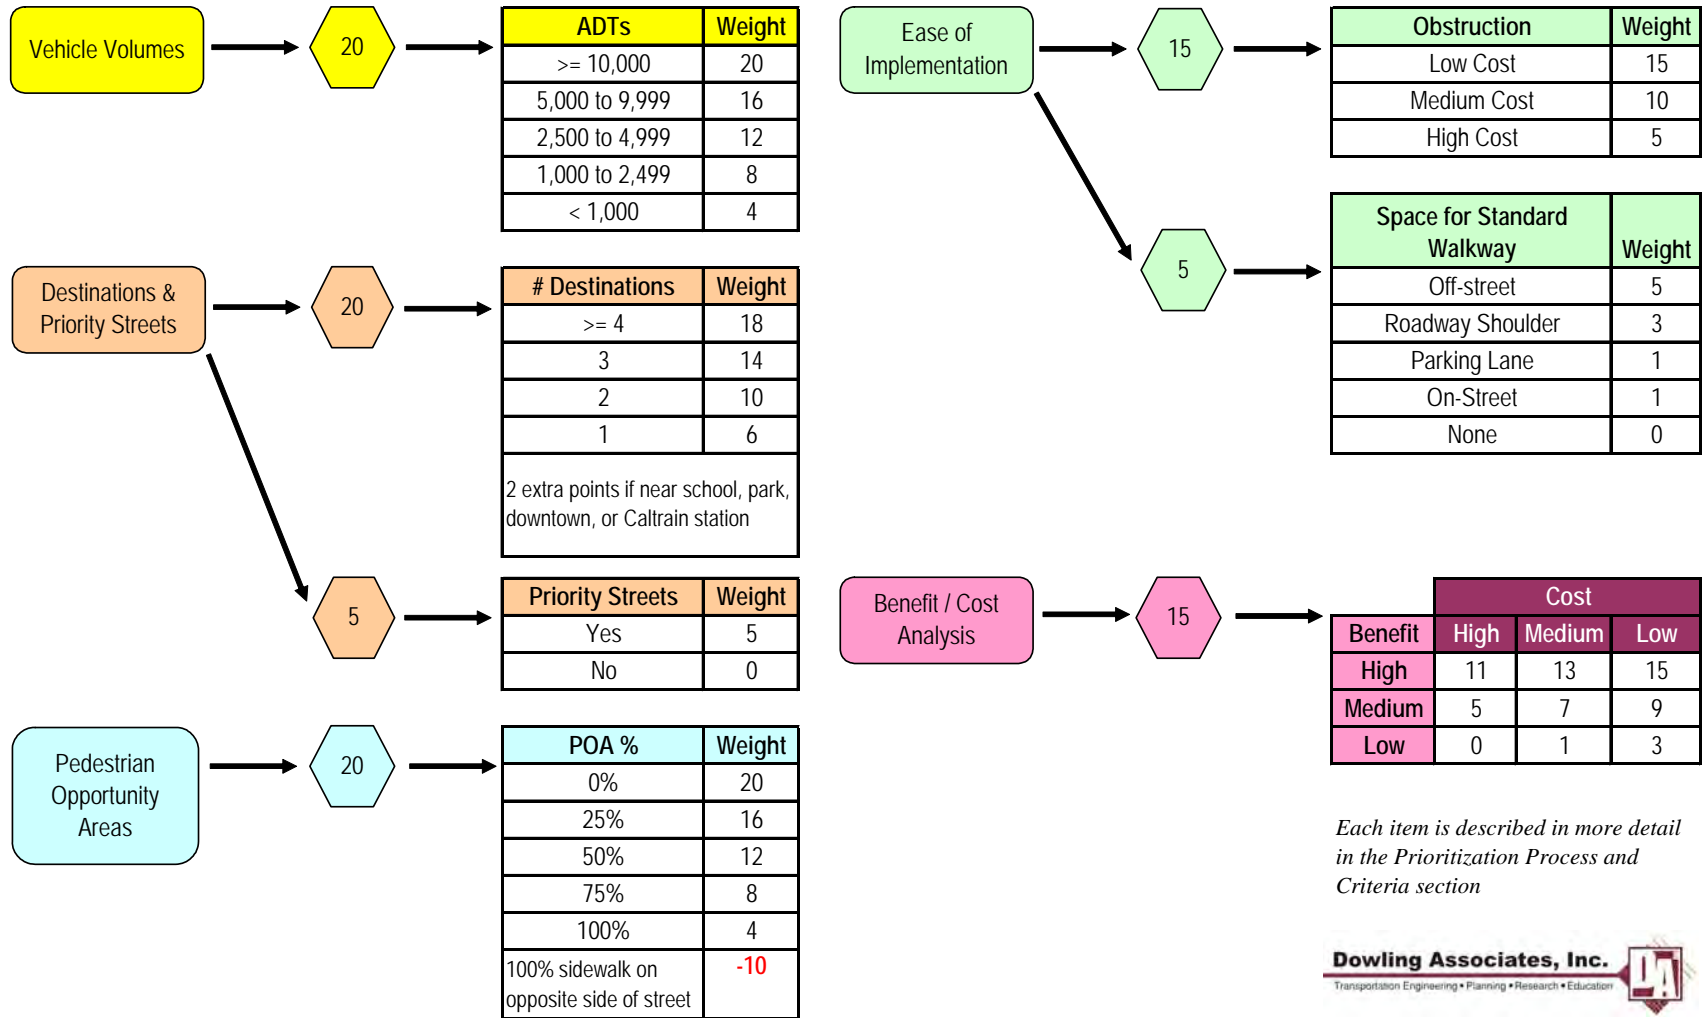 Vehicle Volumes
20
ADTs Weight
>= 10,000 20
5,000 to 9,999 16
2,500 to 4,999 12
1,000 to 2,499 8
< 1,000 4
Destinations &
Priority Streets
20
# Destinations Weight
>= 4 18
3 14
2 10
1 6
2 extra points if near school, park,
downtown, or Caltrain station
5
Priority Streets Weight
Yes 5
No 0
Pedestrian
Opportunity
Areas
20
POA % Weight
0% 20
25% 16
50% 12
75% 8
100% 4
100% sidewalk on -10
opposite side of street
Ease of
Implementation
15
Obstruction Weight
Low Cost 15
Medium Cost 10
High Cost 5
5
Space for Standard
Walkway Weight
Off-street 5
Roadway Shoulder 3
Parking Lane 1
On-Street 1
None 0
Benefit / Cost
Analysis
15
Cost
Benefit High Medium Low
High 11 13 15
Medium 5 7 9
Low 0 1 3
Each item is described in more detail
in the Prioritization Process and
Criteria section
Dowling Associates, Inc.
Transportation Engineering • Planning • Research • Education
DA